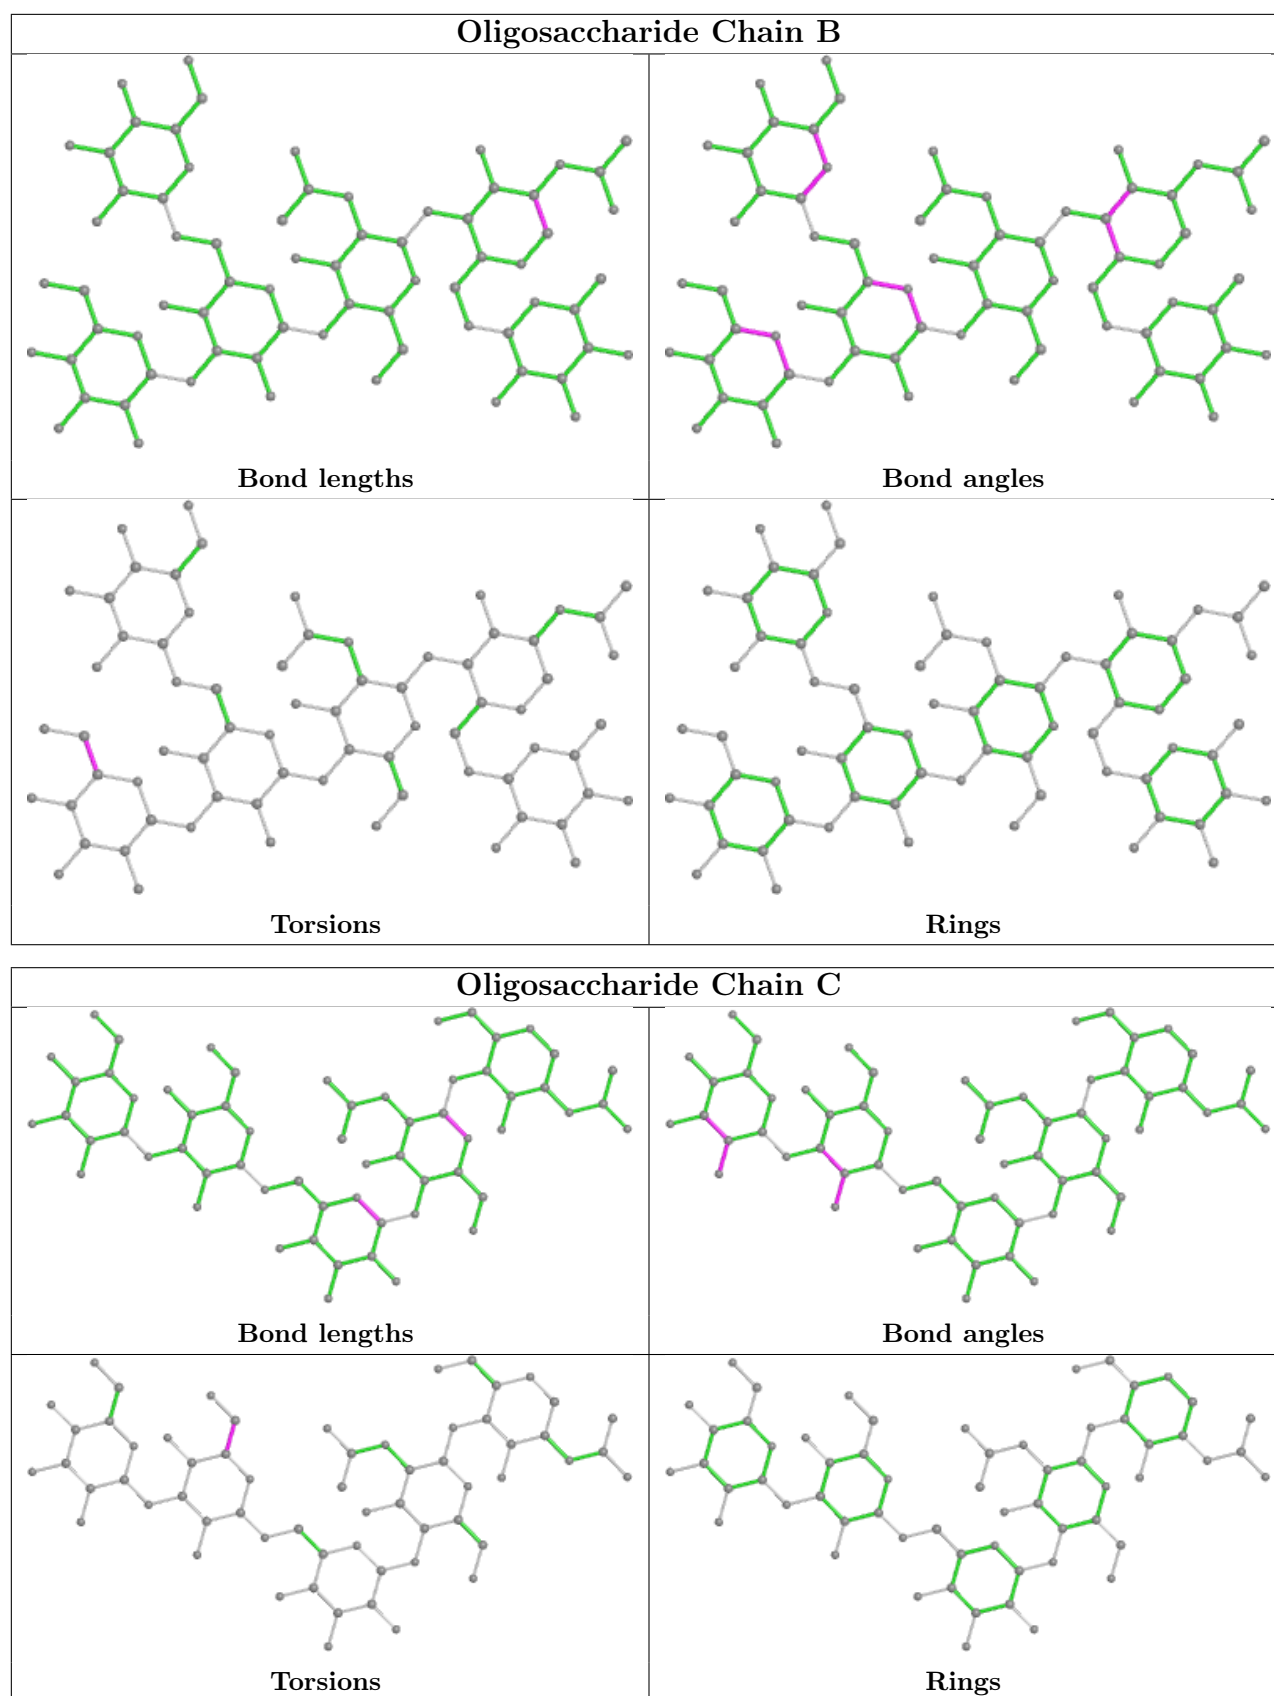 Oligosaccharide Chain B
Bond lengths
Bond angles
Torsions
Rings
Oligosaccharide Chain C
Bond lengths
Bond angles
Torsions
Rings